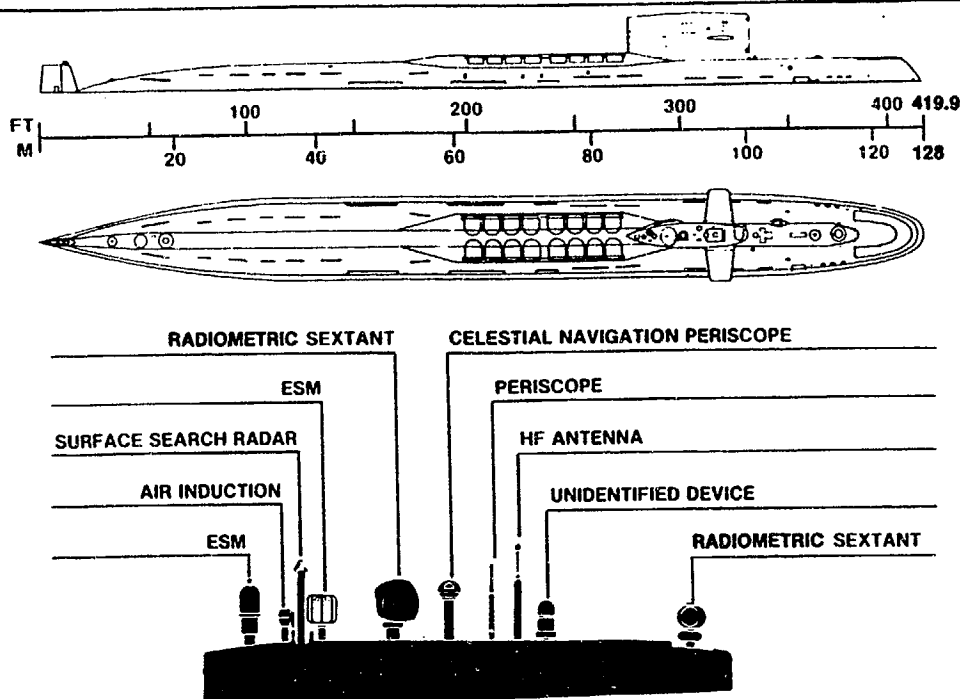 100 200 300 400 419.9
FT
M
20 40 60 80 100 120 128
RADIOMETRIC SEXTANT CELESTIAL NAVIGATION PERISCOPE
ESM PERISCOPE
SURFACE SEARCH RADAR HF ANTENNA
AIR INDUCTION UNIDENTIFIED DEVICE
ESM RADIOMETRIC SEXTANT